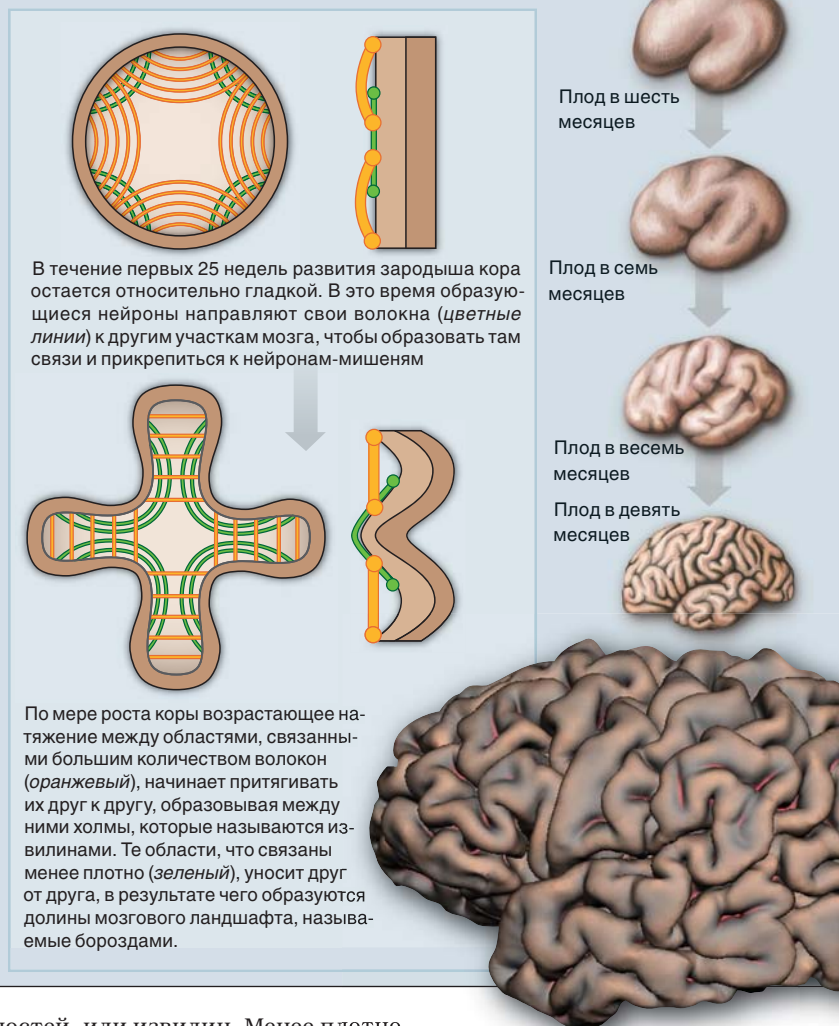 В течение первых 25 недель развития зародыша кора
остается относительно гладкой. В это время образую-
щиеся нейроны направляют свои волокна (цветные
линии) к другим участкам мозга, чтобы образовать там
связи и прикрепиться к нейронам-мишеням
По мере роста коры возрастающее на-
тяжение между областями, связанны-
ми большим количеством волокон
(оранжевый), начинает притягивать
их друг к другу, образовывая между
ними холмы, которые называются из-
вилинами. Те области, что связаны
менее плотно (зеленый), уносит друг
от друга, в результате чего образуются
долины мозгового ландшафта, называ-
емые бороздами.
Плод в шесть
месяцев
Плод в семь
месяцев
Плод в весемь
месяцев
Плод в девять
месяцев
или извилин. Менее плотно